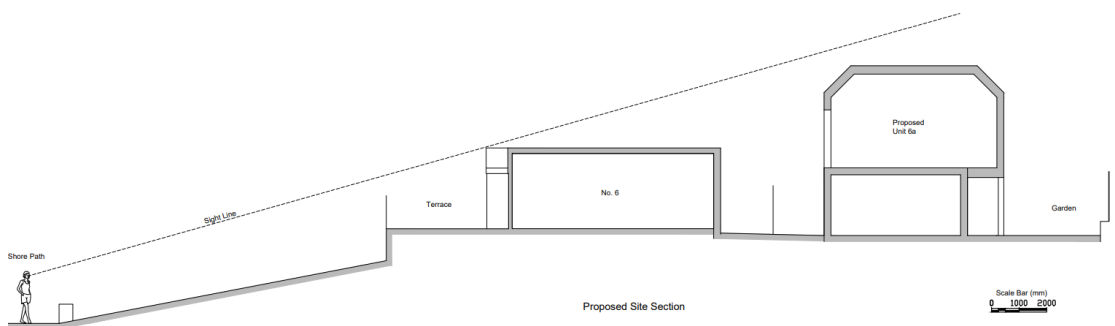 Proposed
Unit 6a
No. 6
Terrace
Sight Line
Garden
Shore Path
Scale Bar (mm)
0 1000 2000
Proposed Site Section